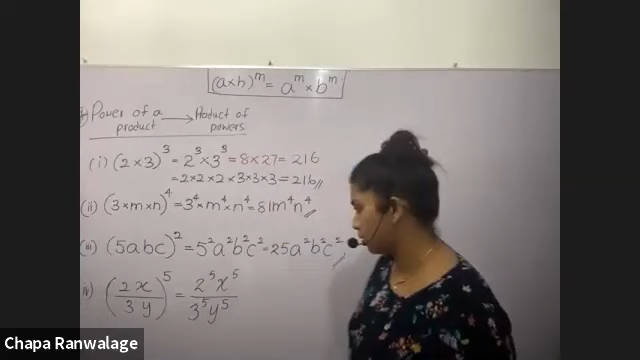 (a×b)^m = a^m × b^m
Power of a → Product of
product powers
(i) (2×3)^3 = 2^3 × 3^3 = 8×27 = 216
= 2×2×2×3×3×3 = 216//
(ii) (3×m×n)^4 = 3^4×m^4×n^4 = 81m^4n^4//
(iii) (5abc)^2 = 5^2a^2b^2c^2 = 25a^2b^2c^2//
iv) (2x/3y)^5 = 2^5x^5/3^5y^5
Chapa Ranwalage